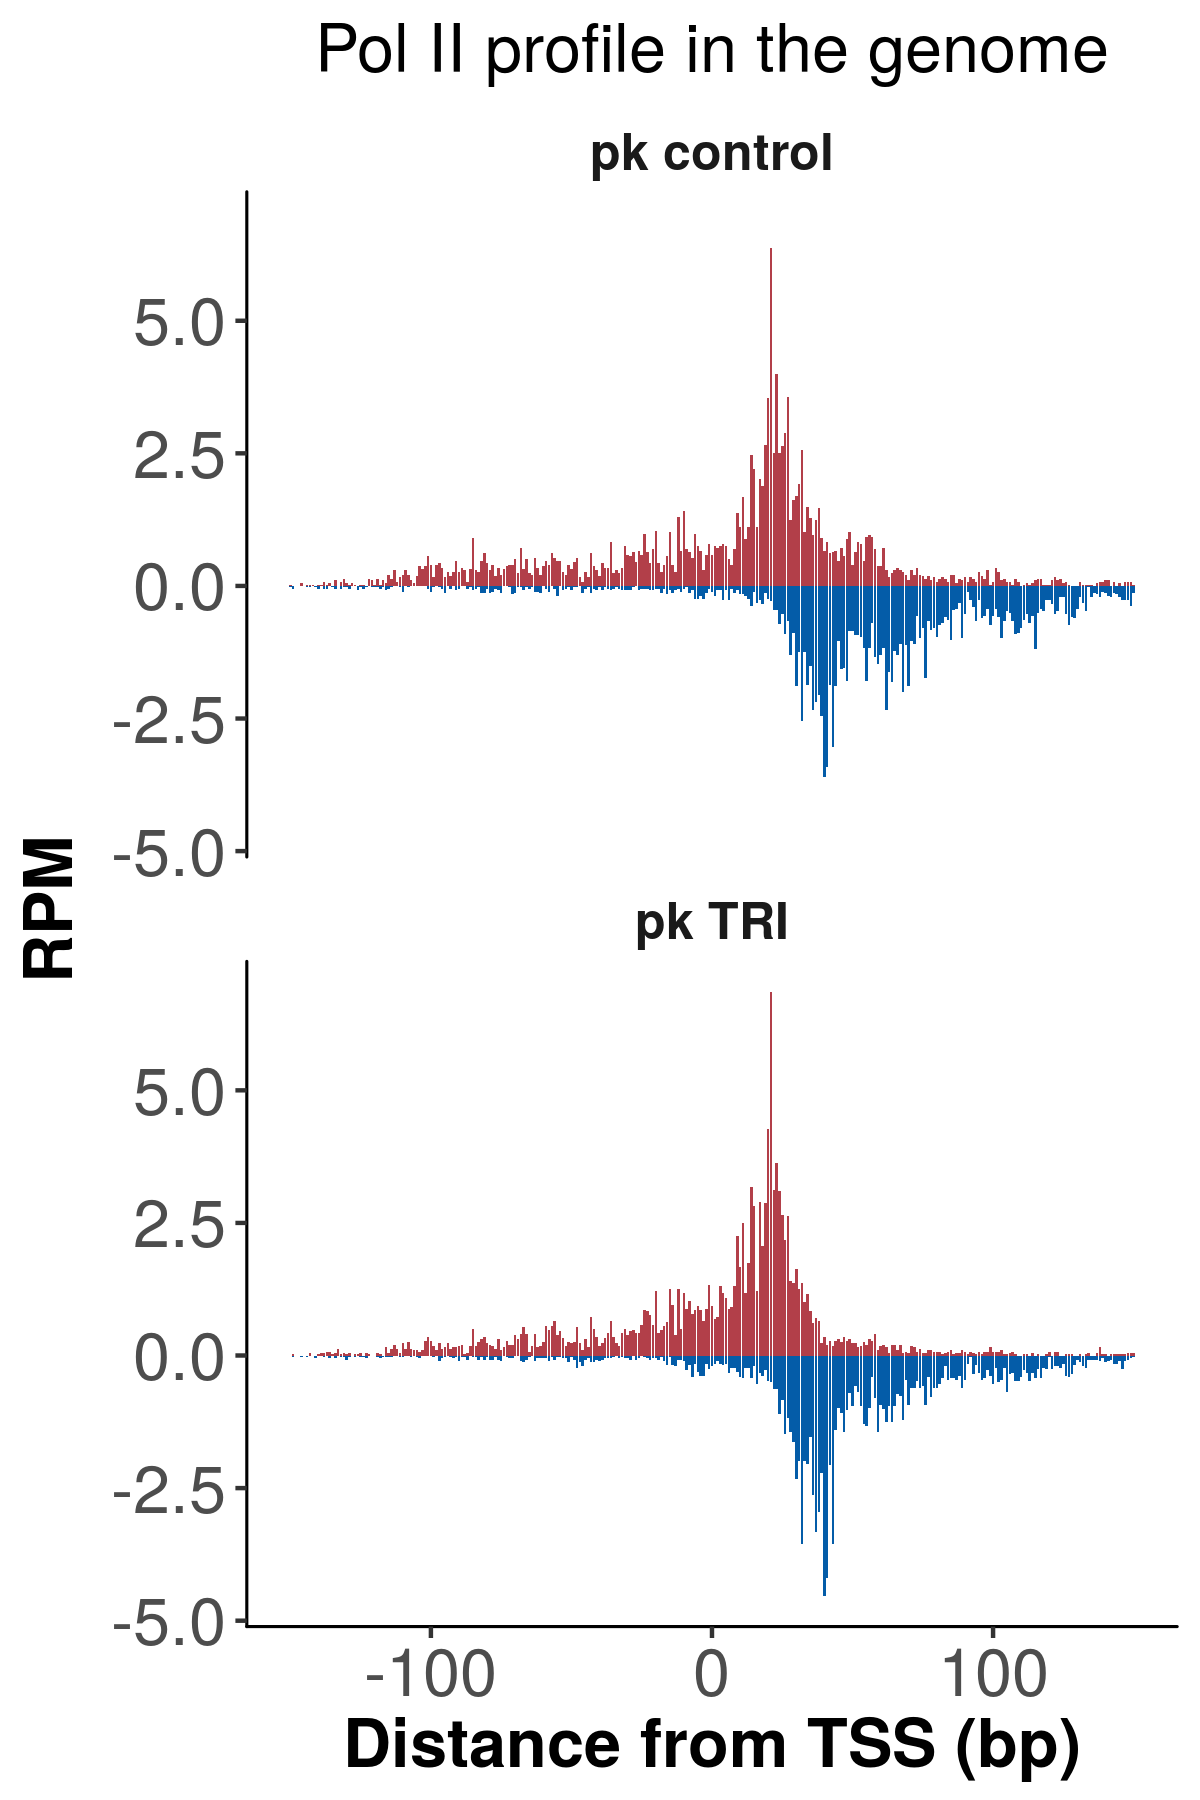 Pol II profile in the genome
pk control
5.0
2.5
0.0
-2.5
-5.0
RPM
pk TRI
5.0
2.5
0.0
-2.5
-5.0
-100 0 100
Distance from TSS (bp)